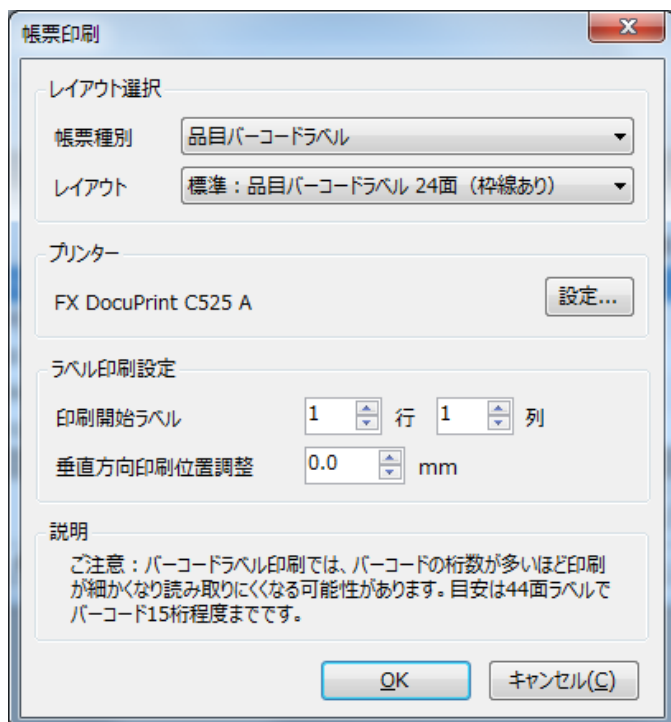 帳票印刷
レイアウト選択
帳票種別 品目バーコードラベル
レイアウト 標準：品目バーコードラベル 24面（枠線あり）
プリンター
FX DocuPrint C525 A 設定...
ラベル印刷設定
印刷開始ラベル 1 行 1 列
垂直方向印刷位置調整 0.0 mm
説明
ご注意：バーコードラベル印刷では、バーコードの桁数が多いほど印刷
が細かくなり読み取りにくくなる可能性があります。目安は44面ラベルで
バーコード15桁程度までです。
OK キャンセル(C)